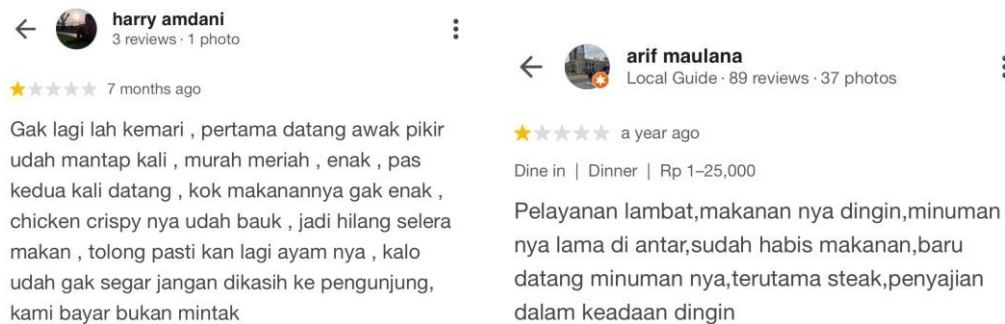 harry amdani
3 reviews · 1 photo
7 months ago
Gak lagi lah kemari , pertama datang awak pikir
udah mantap kali , murah meriah , enak , pas
kedua kali datang , kok makanannya gak enak ,
chicken crispy nya udah bauk , jadi hilang selera
makan , tolong pasti kan lagi ayam nya , kalo
udah gak segar jangan dikasih ke pengunjung,
kami bayar bukan mintak
arif maulana
Local Guide · 89 reviews · 37 photos
a year ago
Dine in | Dinner | Rp 1–25,000
Pelayanan lambat,makanan nya dingin,minuman
nya lama di antar,sudah habis makanan,baru
datang minuman nya,terutama steak,penyajian
dalam keadaan dingin